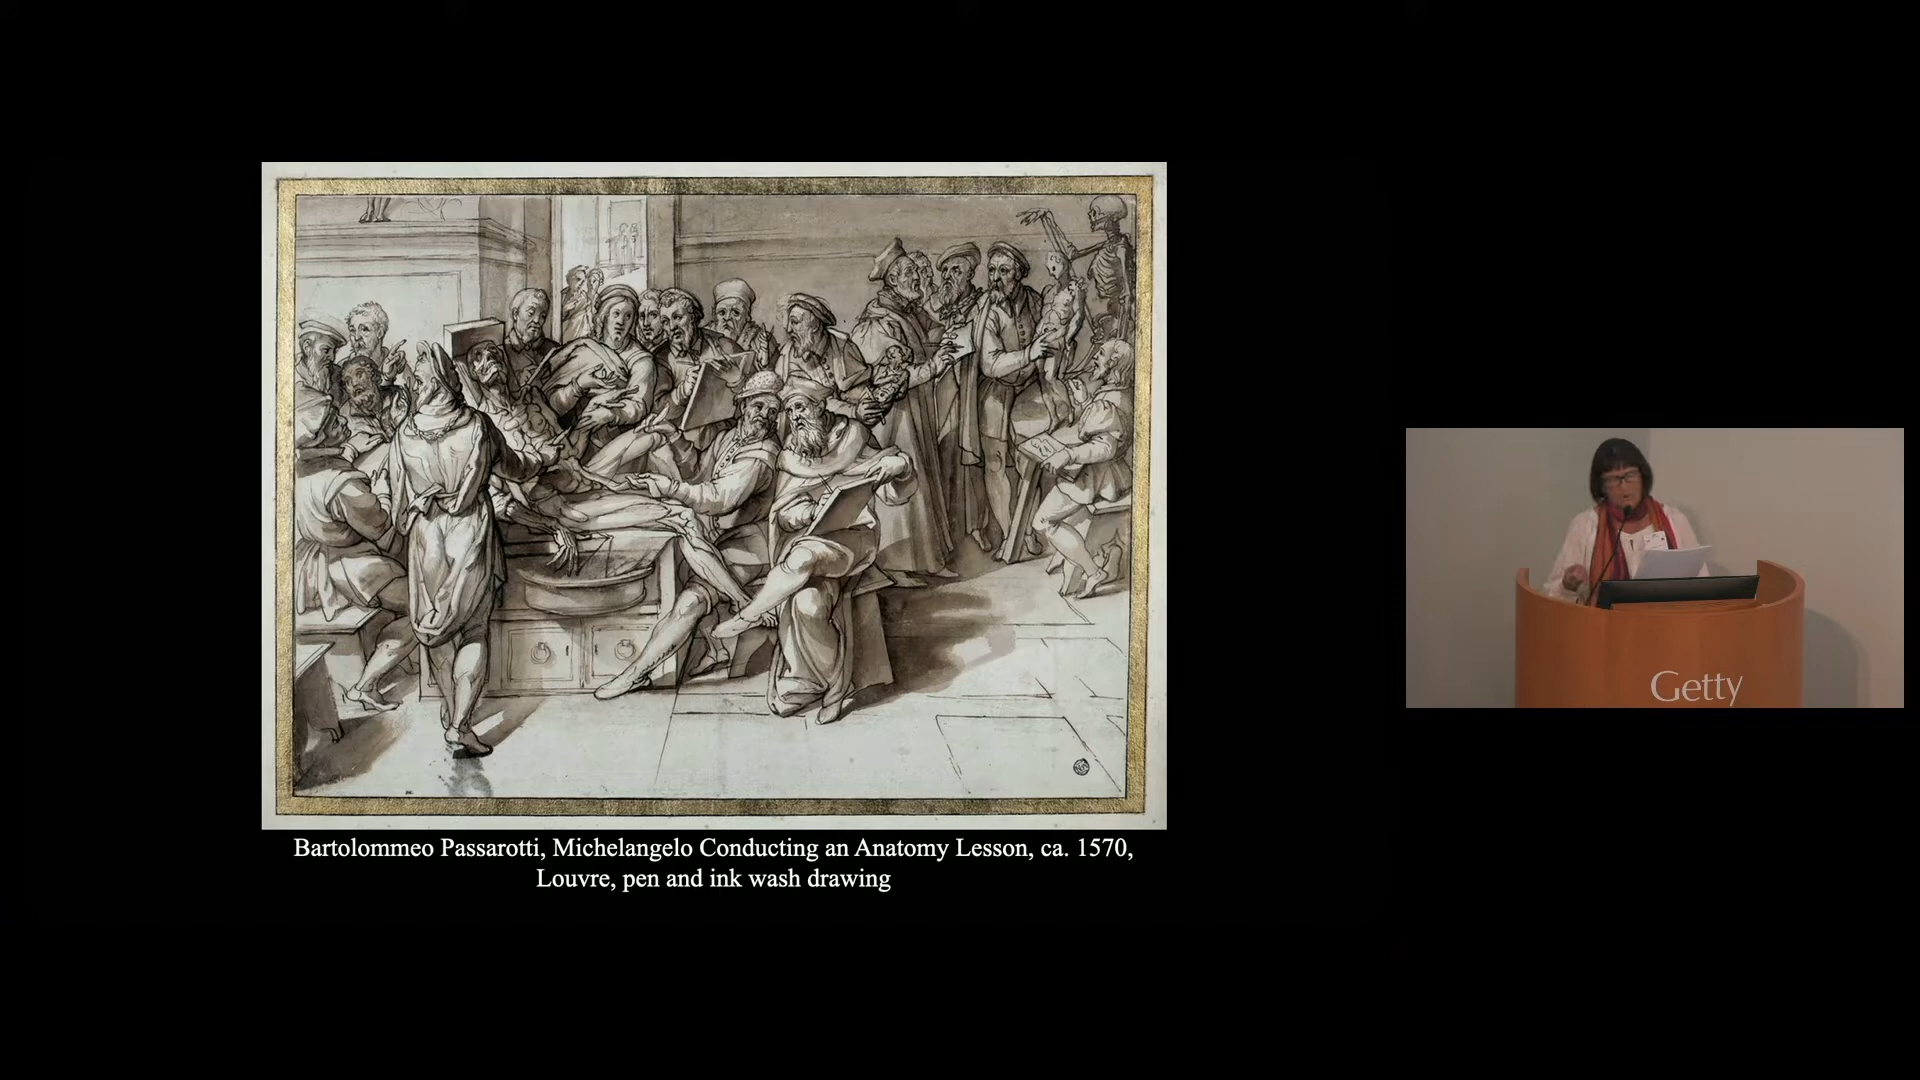 Bartolommeo Passarotti, Michelangelo Conducting an Anatomy Lesson, ca. 1570,
Louvre, pen and ink wash drawing
Getty